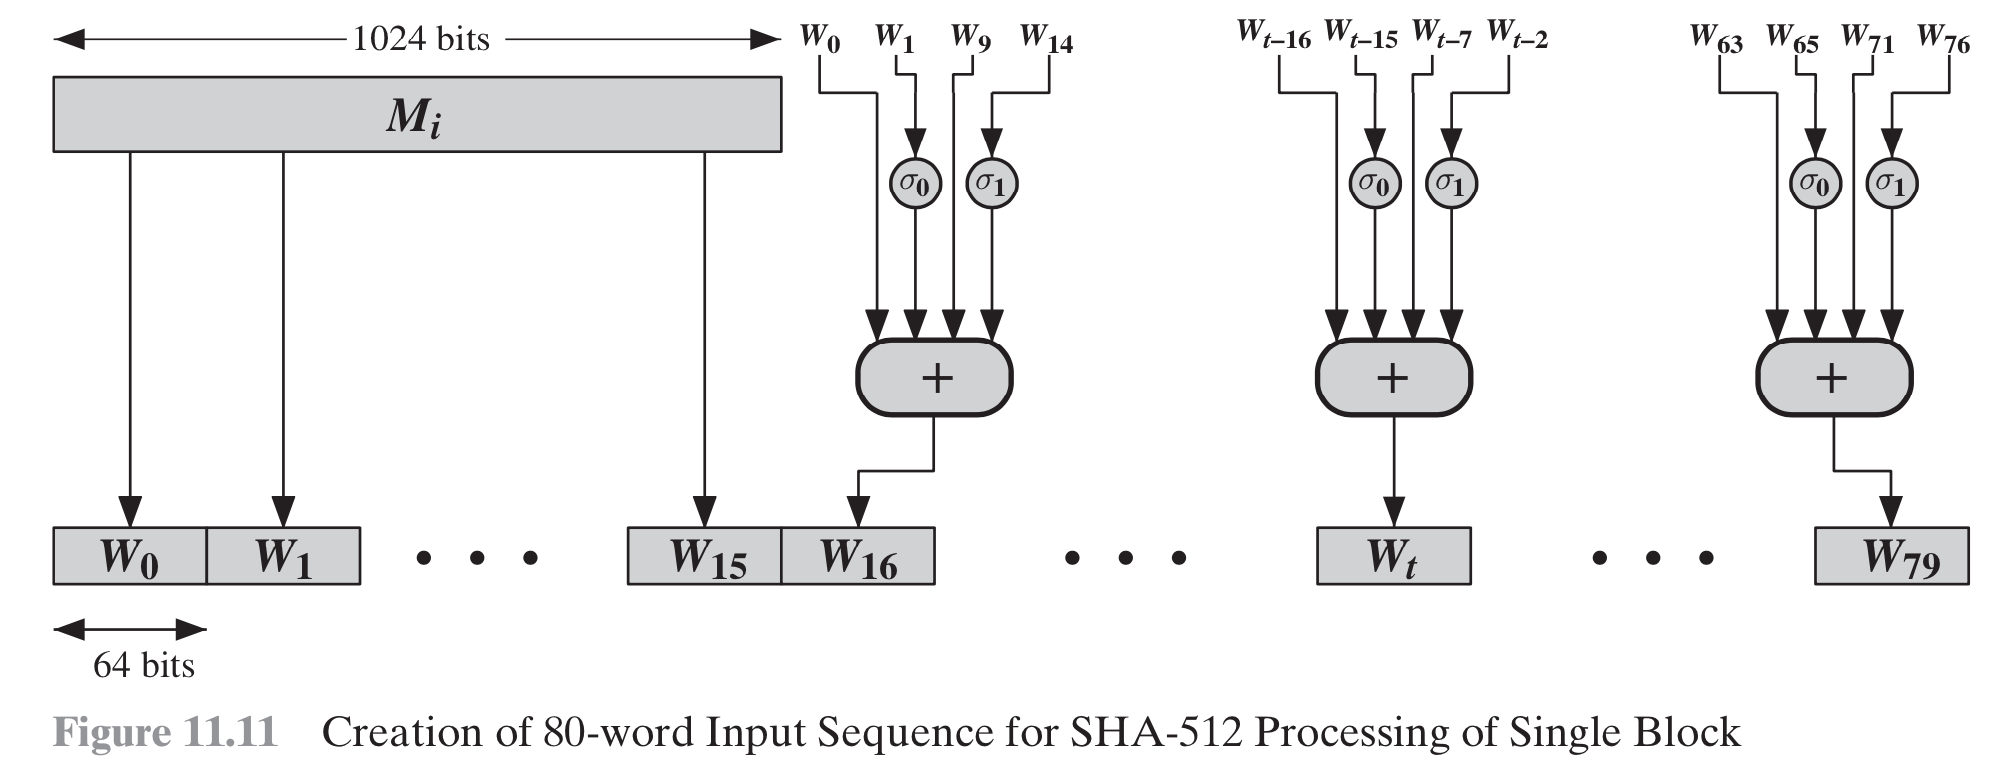 1024 bits W₀ W₁ W₉ W₁₄ Wₜ₋₁₆ Wₜ₋₁₅ Wₜ₋₇ Wₜ₋₂ W₆₃ W₆₅ W₇₁ W₇₆
Mᵢ
σ₀ σ₁ σ₀ σ₁ σ₀ σ₁
+ + +
W₀ W₁ • • • W₁₅ W₁₆ • • • Wₜ • • • W₇₉
64 bits
Figure 11.11 Creation of 80-word Input Sequence for SHA-512 Processing of Single Block